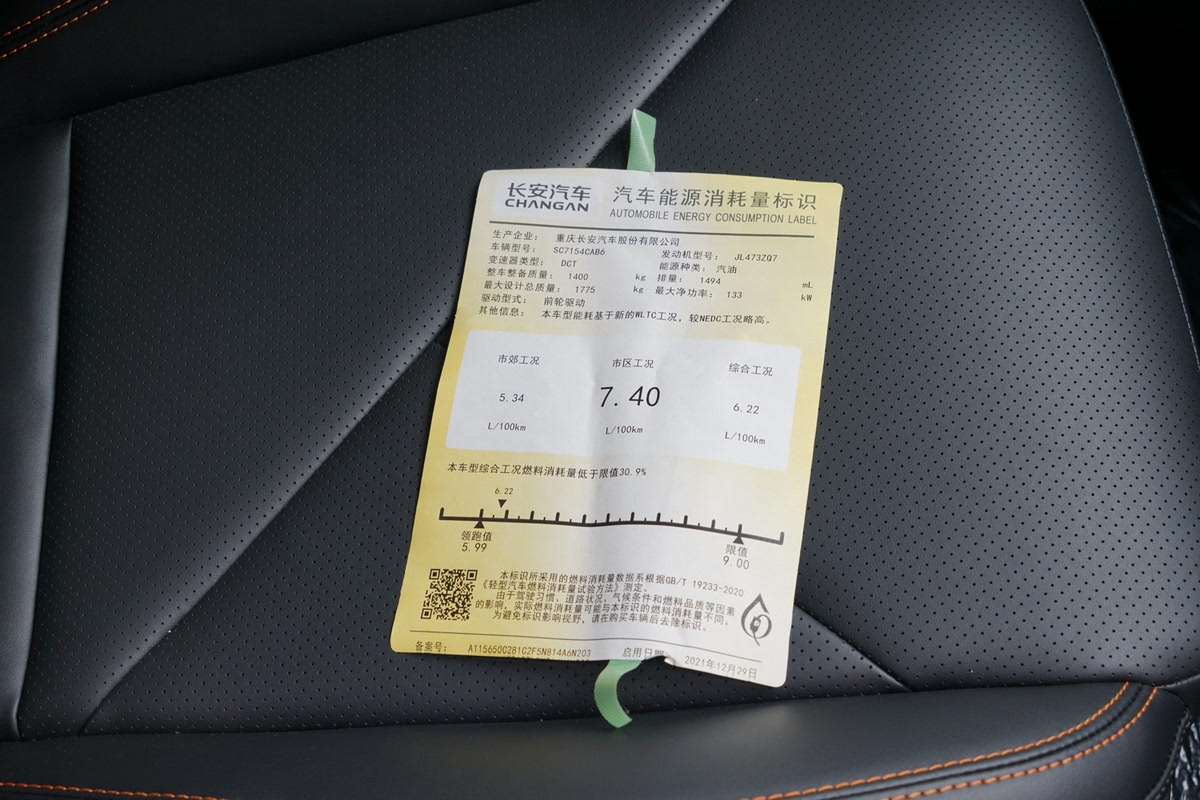 长安汽车 汽车能源消耗量标识
CHANGAN AUTOMOBILE ENERGY CONSUMPTION LABEL
生产企业: 重庆长安汽车股份有限公司
车辆型号: SC7154CAB6 发动机型号: JL473ZQ7
变速器类型: DCT 能源种类: 汽油
整车整备质量: 1400 kg 排量: 1494 mL
最大设计总质量: 1775 kg 最大净功率: 133 kW
驱动型式: 前轮驱动
其他信息: 本车型能耗基于新的WLTC工况,较NEDC工况略高。
市郊工况 市区工况 综合工况
5.34 7.40 6.22
L/100km L/100km L/100km
本车型综合工况燃料消耗量低于限值30.9%
6.22
领跑值 限值
5.99 9.00
本标识所采用的燃料消耗量数据系根据GB/T 19233-2020
《轻型汽车燃料消耗量试验方法》测定。
由于驾驶习惯、道路状况、气候条件和燃料品质等因素
的影响,实际燃料消耗量可能与本标识的燃料消耗量不同。
为避免标识影响视野,请在购买车辆后去除标识。
备案号: A115650C281C2F5N814A6N203 启用日期 2021年12月29日